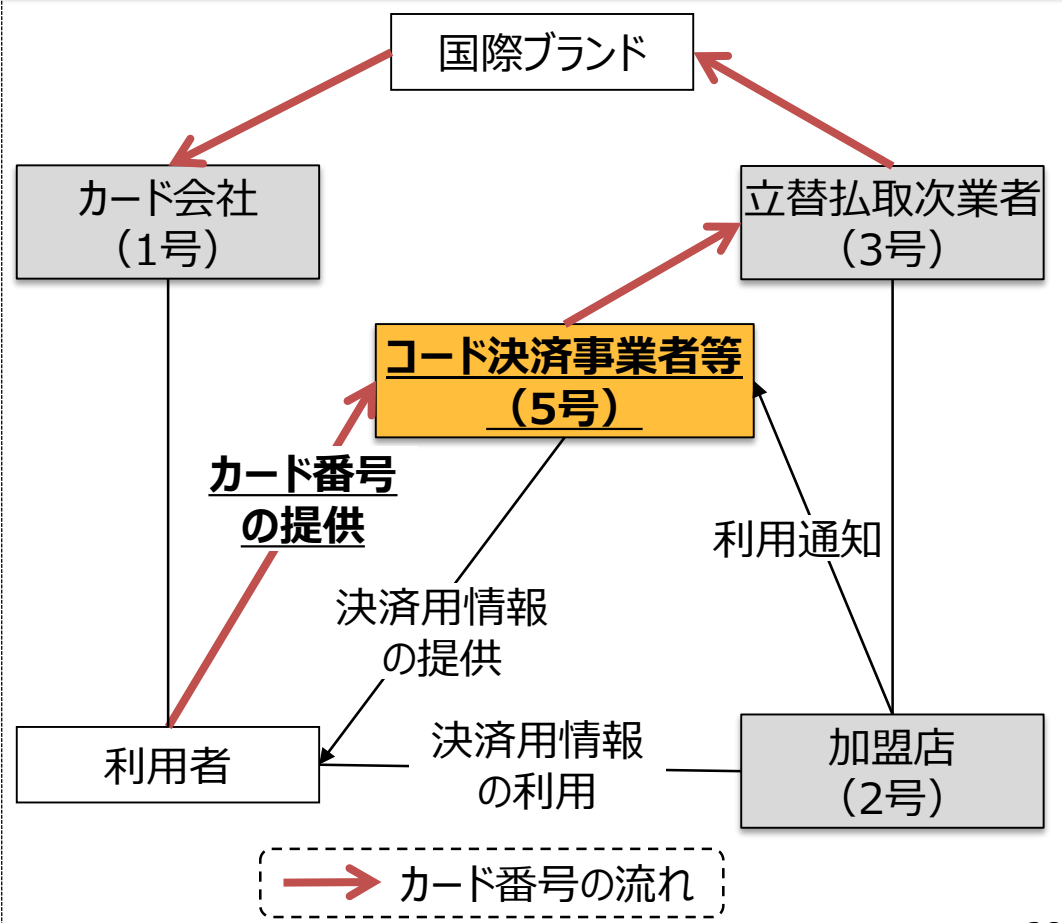 国際ブランド
カード会社
（1号）
立替払取次業者
（3号）
コード決済事業者等
（5号）
カード番号
の提供
利用通知
決済用情報
の提供
利用者
決済用情報
の利用
加盟店
（2号）
カード番号の流れ